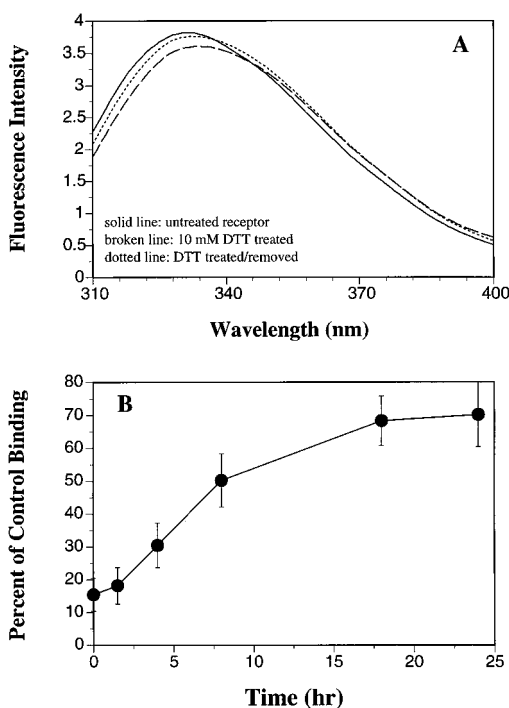 4
3.5
3
2.5
2
1.5
1
0.5
0
Fluorescence Intensity
A
solid line: untreated receptor
broken line: 10 mM DTT treated
dotted line: DTT treated/removed
310 340 370 400
Wavelength (nm)
80
70
60
50
40
30
20
10
0
Percent of Control Binding
B
0 5 10 15 20 25
Time (hr)